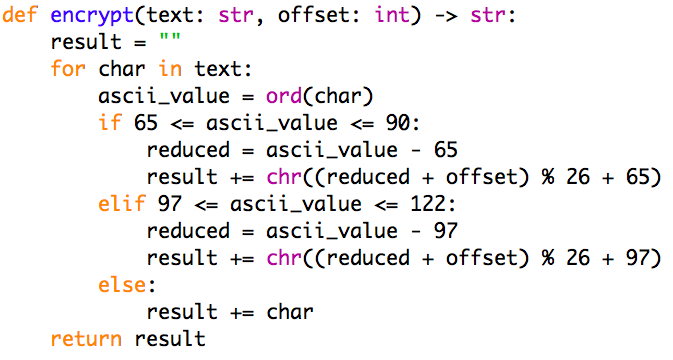 def encrypt(text: str, offset: int) -> str:
    result = ""
    for char in text:
        ascii_value = ord(char)
        if 65 <= ascii_value <= 90:
            reduced = ascii_value - 65
            result += chr((reduced + offset) % 26 + 65)
        elif 97 <= ascii_value <= 122:
            reduced = ascii_value - 97
            result += chr((reduced + offset) % 26 + 97)
        else:
            result += char
    return result